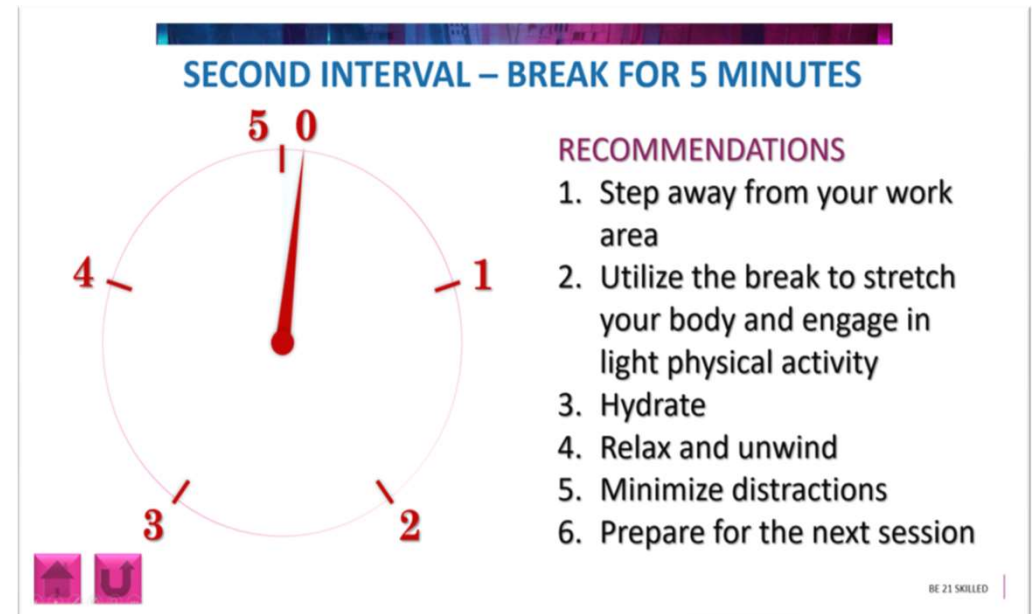 SECOND INTERVAL – BREAK FOR 5 MINUTES
5 0
1
2
3
4
RECOMMENDATIONS
1. Step away from your work
area
2. Utilize the break to stretch
your body and engage in
light physical activity
3. Hydrate
4. Relax and unwind
5. Minimize distractions
6. Prepare for the next session
BE 21 SKILLED